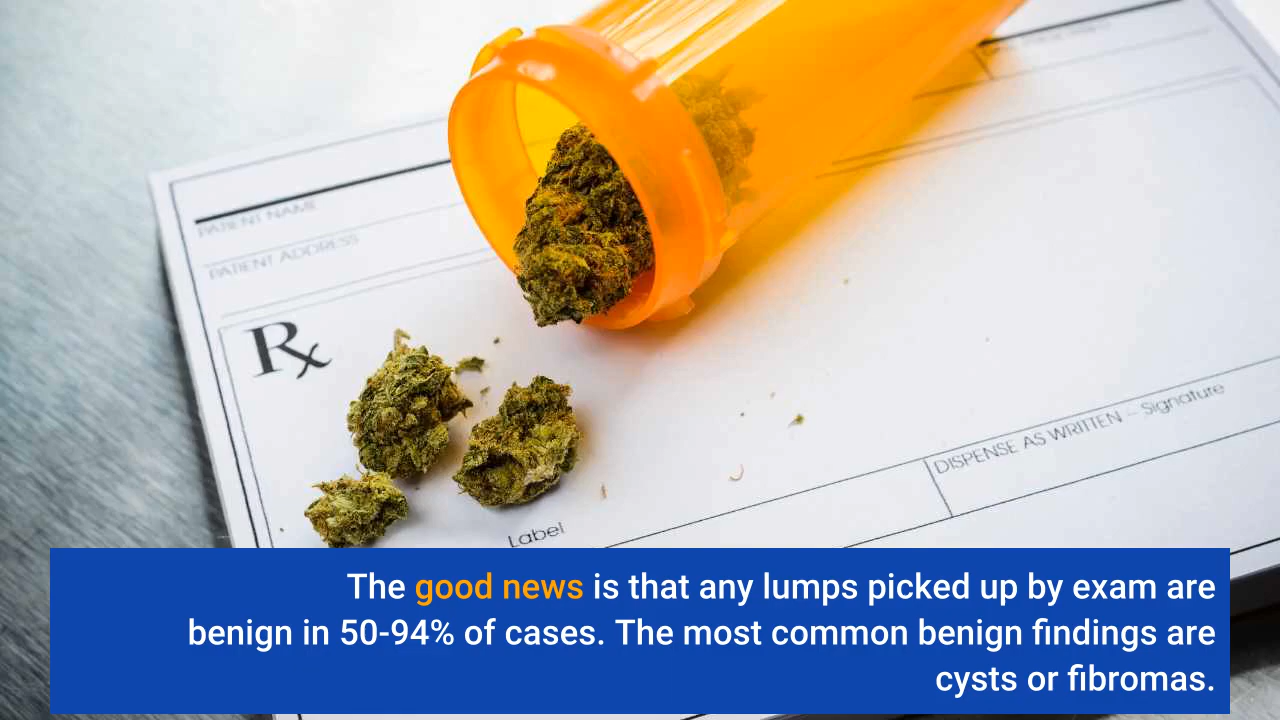 PATIENT NAME
PATIENT ADDRESS
Rx
DISPENSE AS WRITTEN – Signature
Label
The good news is that any lumps picked up by exam are
benign in 50-94% of cases. The most common benign findings are
cysts or fibromas.